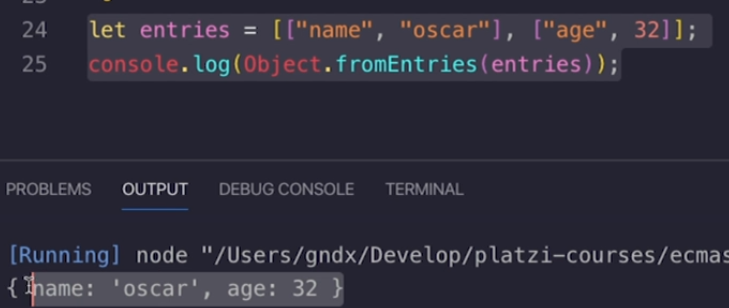 24 let entries = [["name", "oscar"], ["age", 32]];
25 console.log(Object.fromEntries(entries));
PROBLEMS OUTPUT DEBUG CONSOLE TERMINAL
[Running] node "/Users/gndx/Develop/platzi-courses/ecmas
{ name: 'oscar', age: 32 }